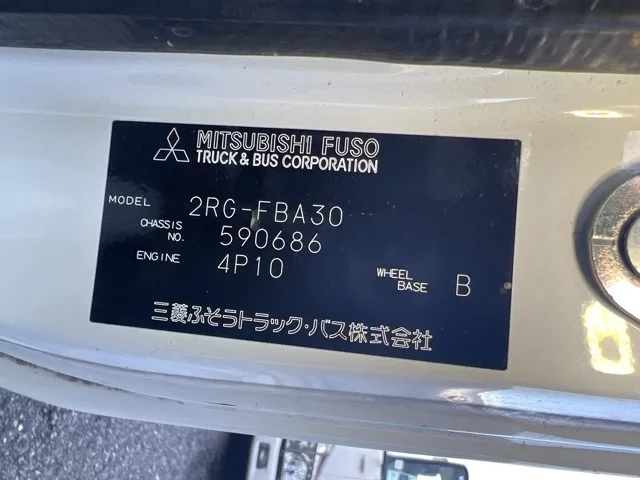 MITSUBISHI FUSO
TRUCK & BUS CORPORATION
MODEL 2RG-FBA30
CHASSIS NO. 590686
ENGINE 4P10 WHEEL BASE B
三菱ふそうトラック・バス株式会社